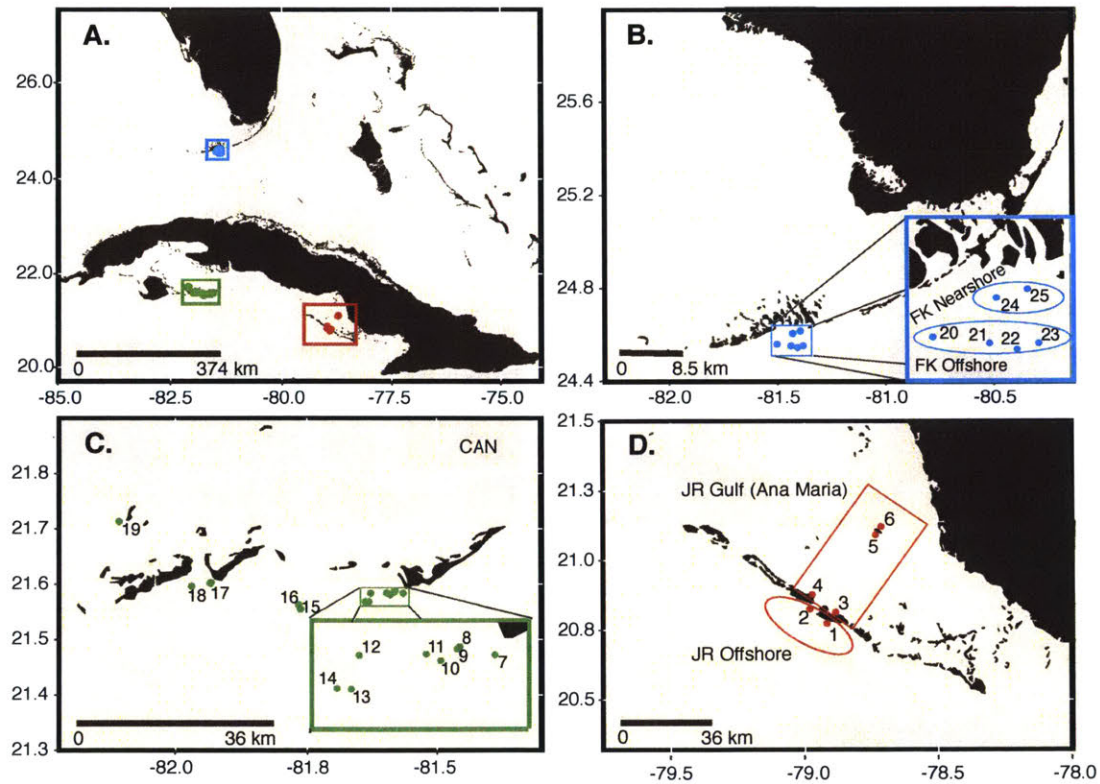 A.
26.0
24.0
22.0
20.0
0 374 km
-85.0 -82.5 -80.0 -77.5 -75.0
B.
25.6
25.2
24.8
24.4
FK Nearshore
25
24
20 21 22 23
FK Offshore
0 8.5 km
-82.0 -81.5 -81.0 -80.5
C.
CAN
21.8
21.7
21.6
21.5
21.4
21.3
19
18 17
16 15
12 11 8
9
10 7
14 13
0 36 km
-82.0 -81.8 -81.5
D.
21.5
21.3
21.0
20.8
20.5
JR Gulf (Ana Maria)
6
5
4
3
2
1
JR Offshore
0 36 km
-79.5 -79.0 -78.5 -78.0